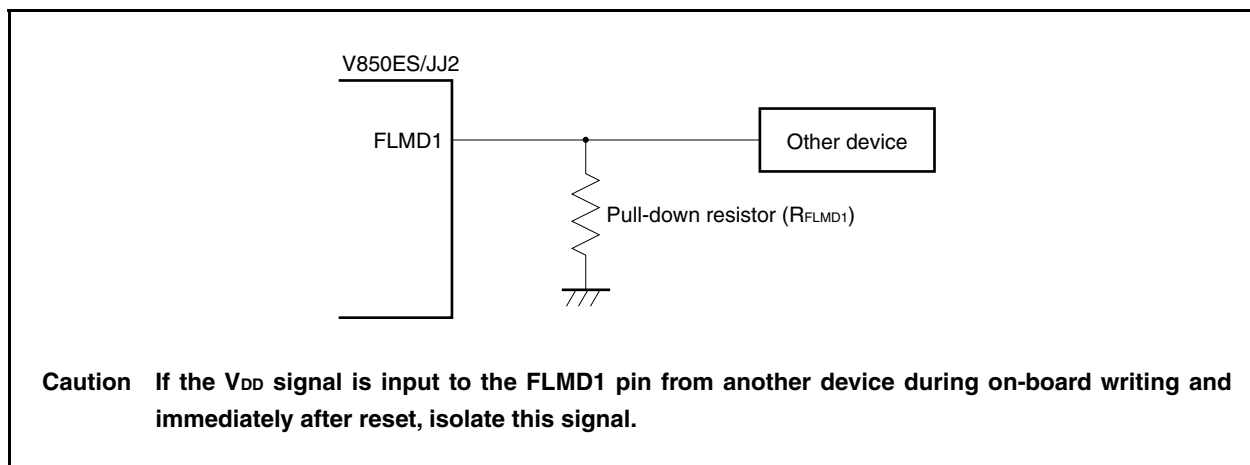 V850ES/JJ2
FLMD1
Other device
Pull-down resistor (RFLMD1)
Caution If the VDD signal is input to the FLMD1 pin from another device during on-board writing and
immediately after reset, isolate this signal.